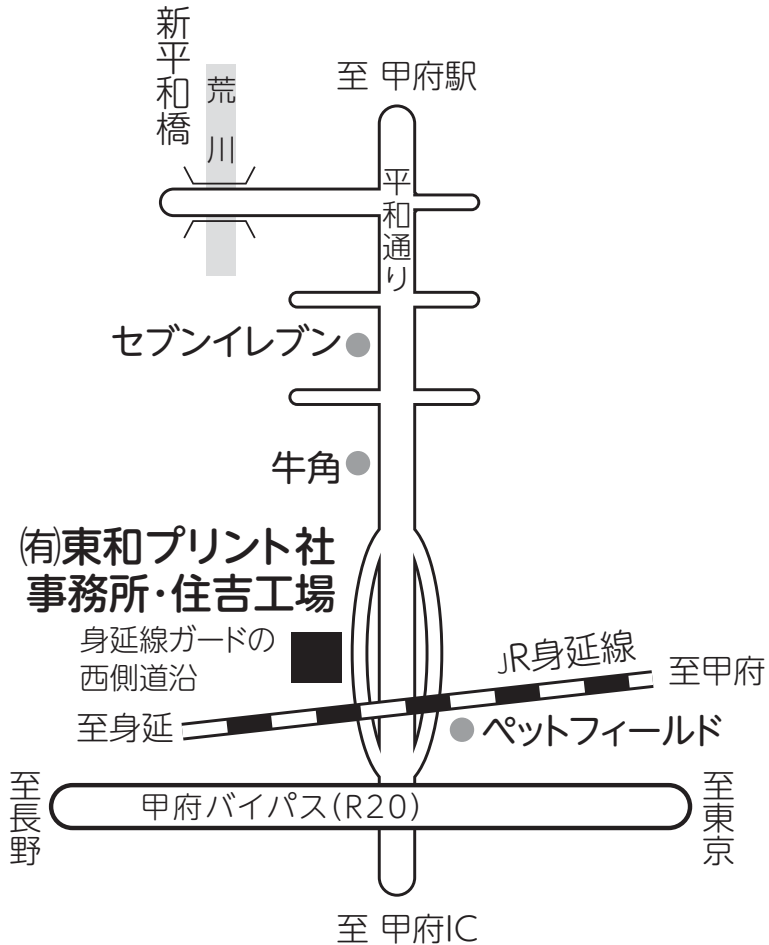 新平和橋
荒川
至 甲府駅
平和通り
セブンイレブン
牛角
㈲東和プリント社
事務所・住吉工場
身延線ガードの
西側道沿
JR身延線
至甲府
至身延
ペットフィールド
至長野
甲府バイパス(R20)
至東京
至 甲府IC